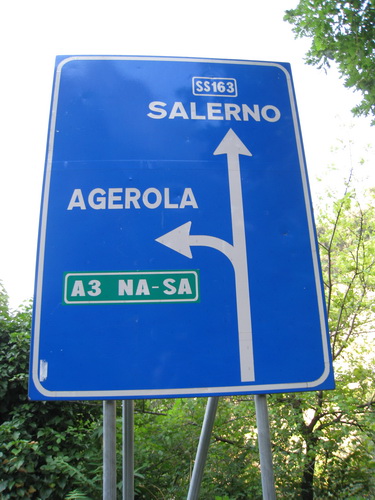 SS163
SALERNO
AGEROLA
A3 NA-SA